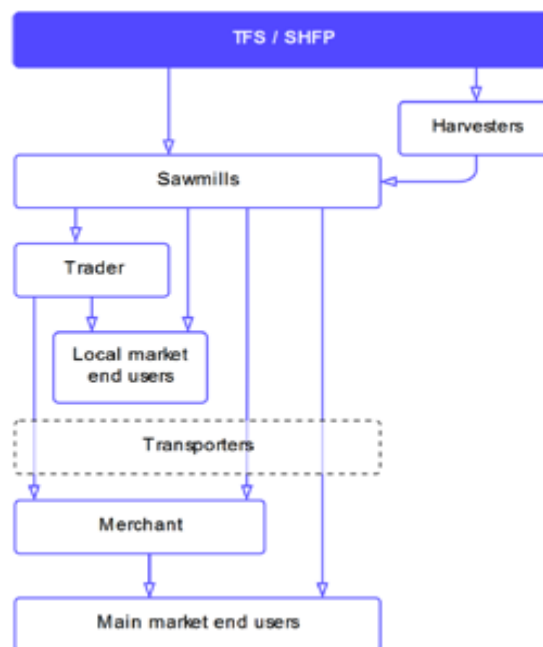 TFS / SHFP
Harvesters
Sawmills
Trader
Local market
end users
Transporters
Merchant
Main market end users